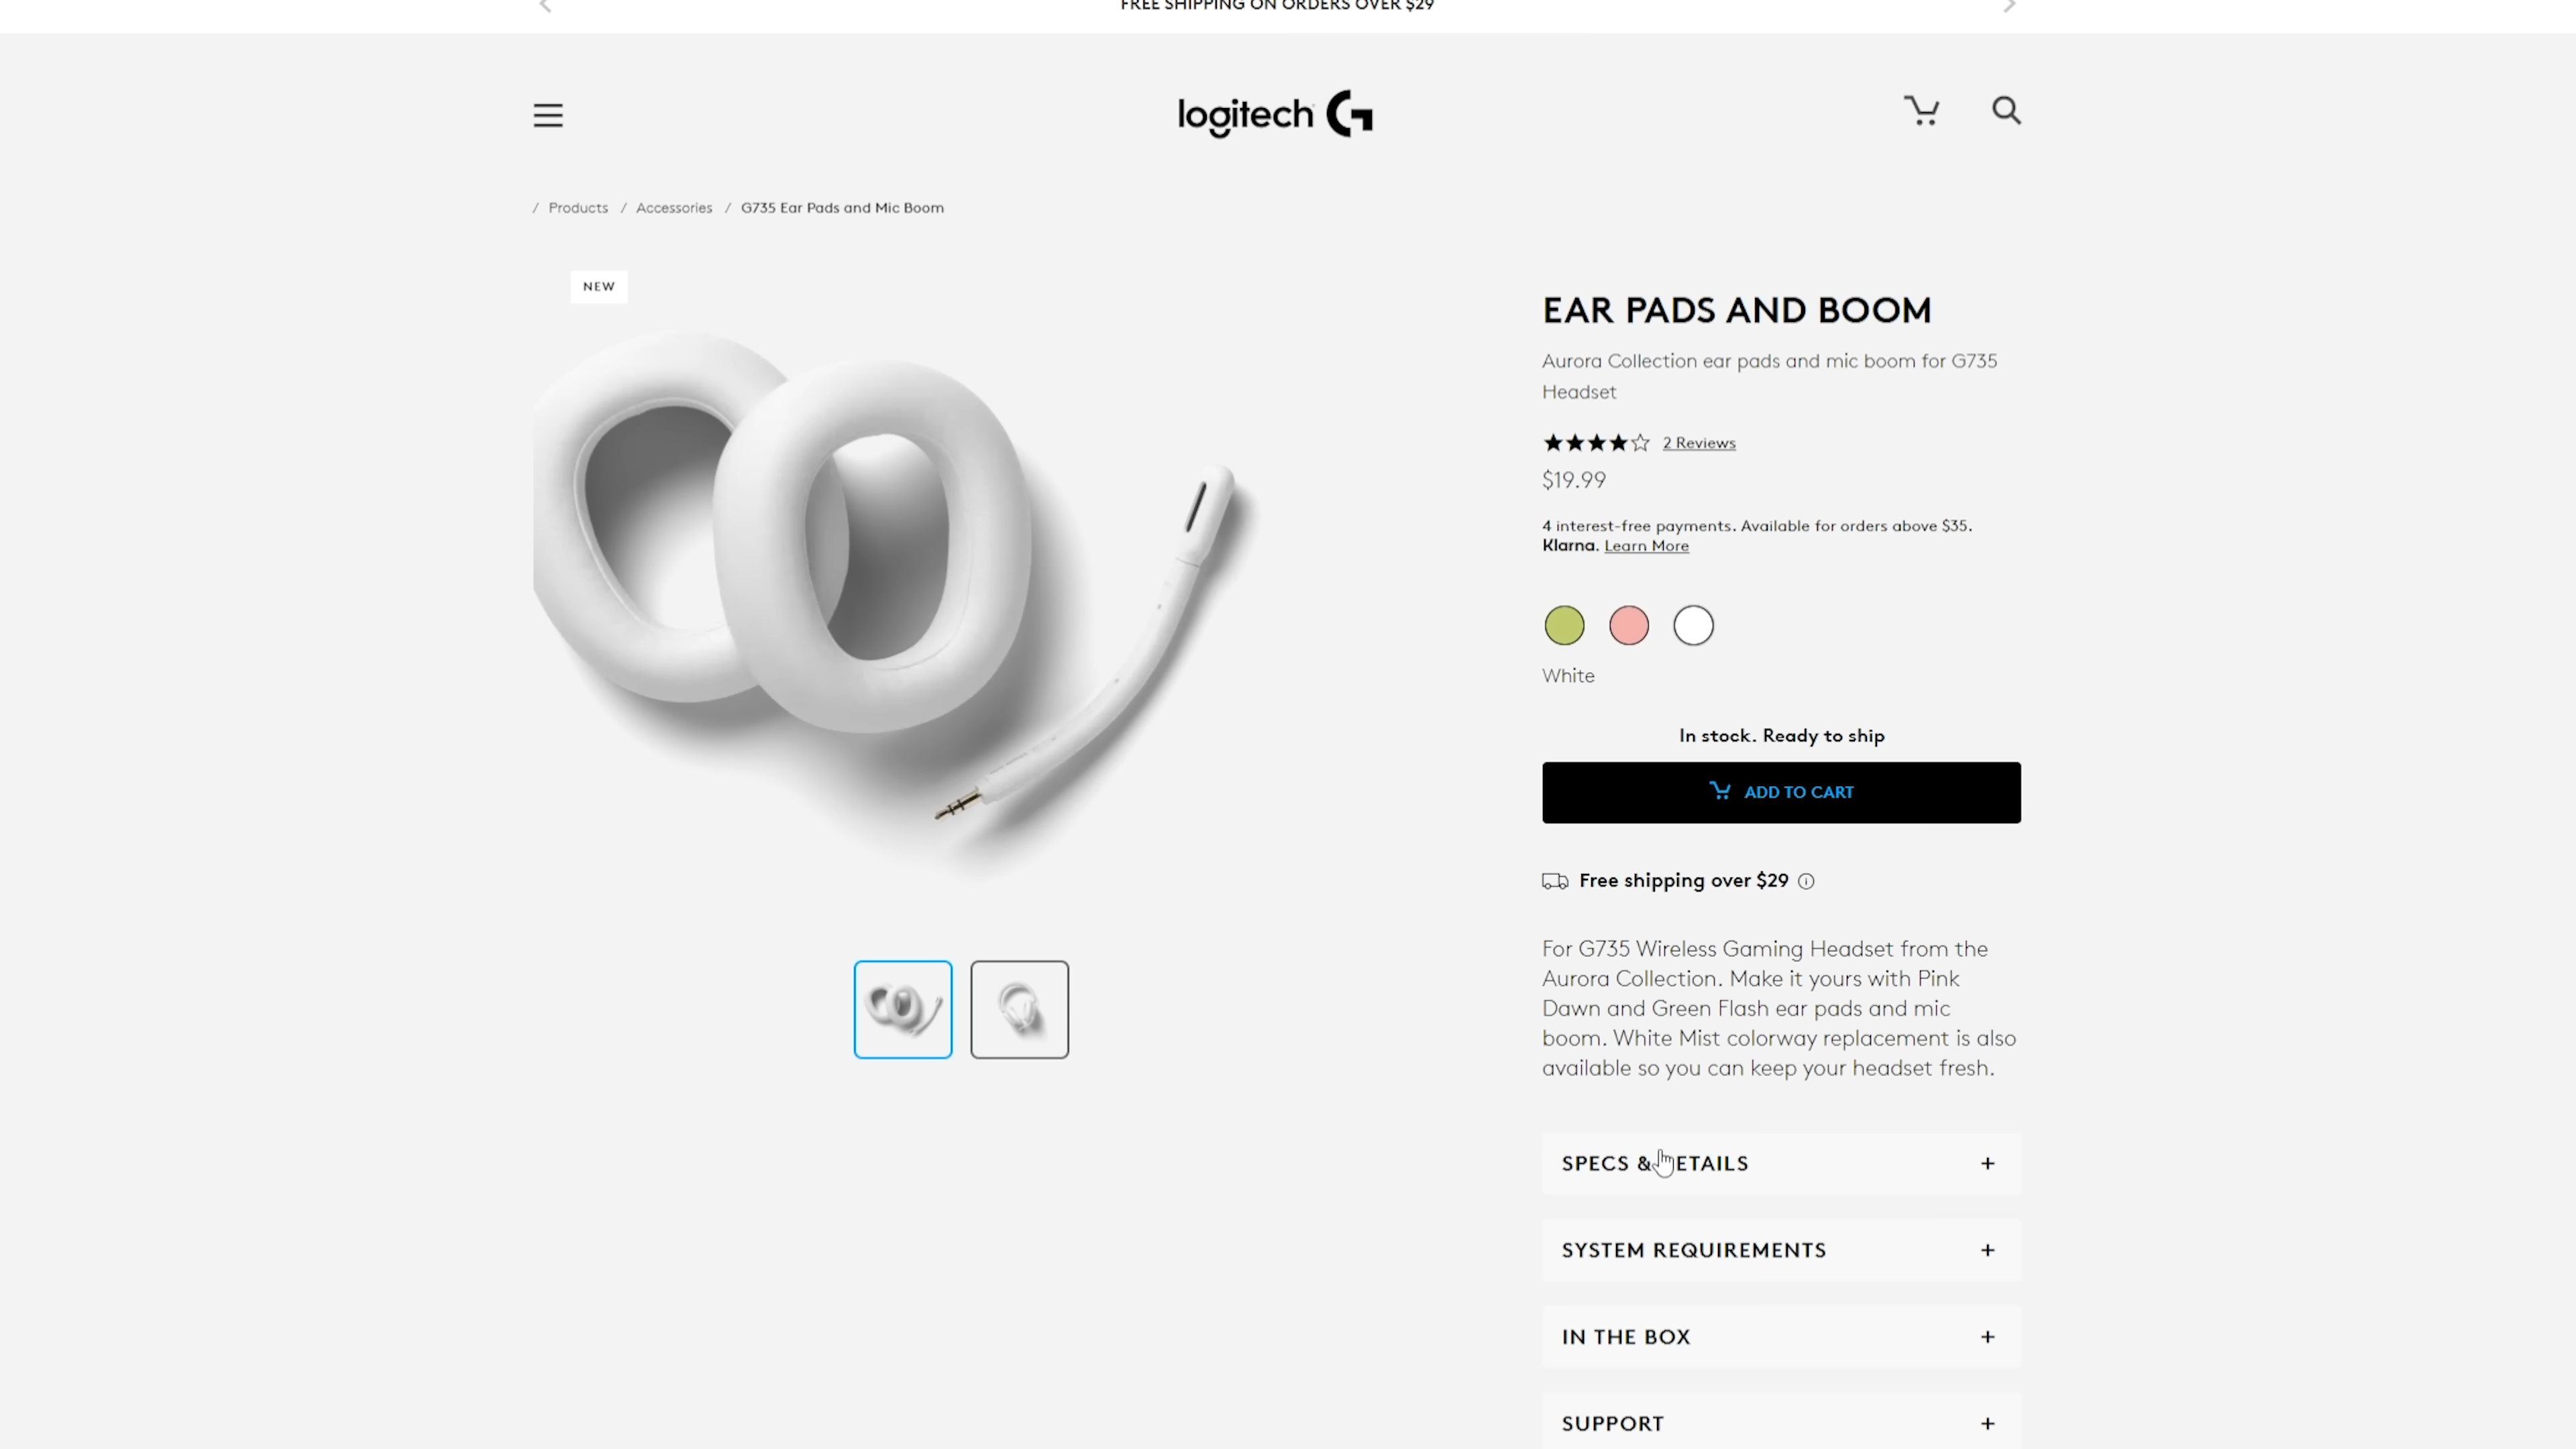 FREE SHIPPING ON ORDERS OVER $29
logitech G
/ Products / Accessories / G735 Ear Pads and Mic Boom
NEW
EAR PADS AND BOOM
Aurora Collection ear pads and mic boom for G735
Headset
2 Reviews
$19.99
4 interest-free payments. Available for orders above $35.
Klarna. Learn More
White
In stock. Ready to ship
ADD TO CART
Free shipping over $29
For G735 Wireless Gaming Headset from the
Aurora Collection. Make it yours with Pink
Dawn and Green Flash ear pads and mic
boom. White Mist colorway replacement is also
available so you can keep your headset fresh.
SPECS & DETAILS +
SYSTEM REQUIREMENTS +
IN THE BOX +
SUPPORT +